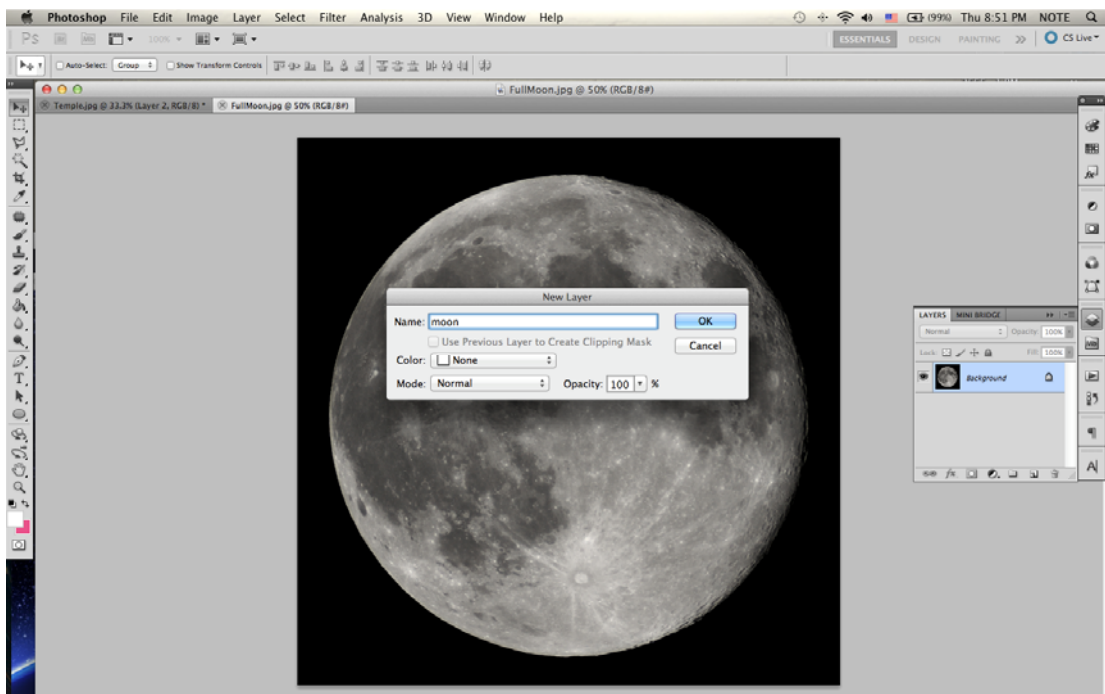 Photoshop File Edit Image Layer Select Filter Analysis 3D View Window Help (99%) Thu 8:51 PM NOTE
Ps Br Mb 100% ESSENTIALS DESIGN PAINTING CS Live
Auto-Select: Group Show Transform Controls
FullMoon.jpg @ 50% (RGB/8#)
Temple.jpg @ 33.3% (Layer 2, RGB/8) * FullMoon.jpg @ 50% (RGB/8#)
New Layer
Name: moon OK
Use Previous Layer to Create Clipping Mask Cancel
Color: None
Mode: Normal Opacity: 100 %
LAYERS MINI BRIDGE
Normal Opacity: 100%
Lock: Fill: 100%
Background